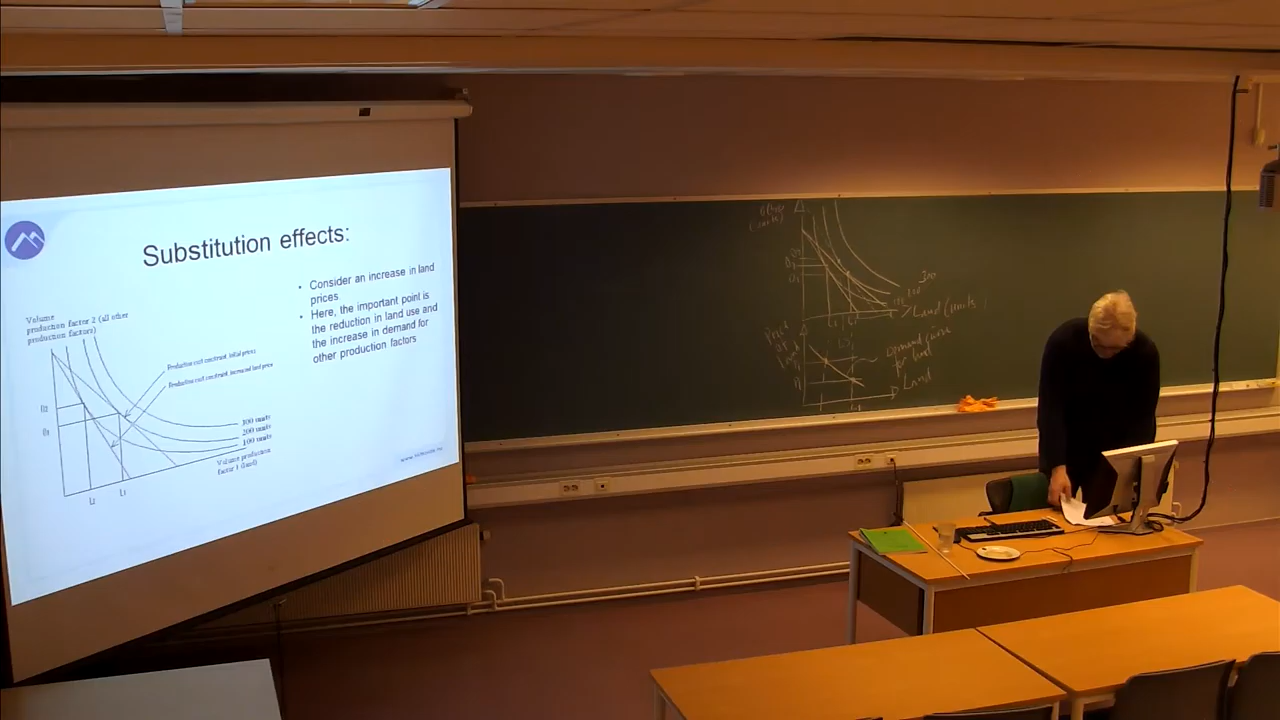 Substitution effects:
• Consider an increase in land
prices
• Here, the important point is
the reduction in land use and
the increase in demand for
other production factors
Volume
production factor 2 (all other
production factors)
Production cost constraint, initial prices
Production cost constraint, increased land price
300 units
200 units
100 units
Volume production
factor 1 (land)
L2
L1
300
Land (units)
Demand curve
for land
Land